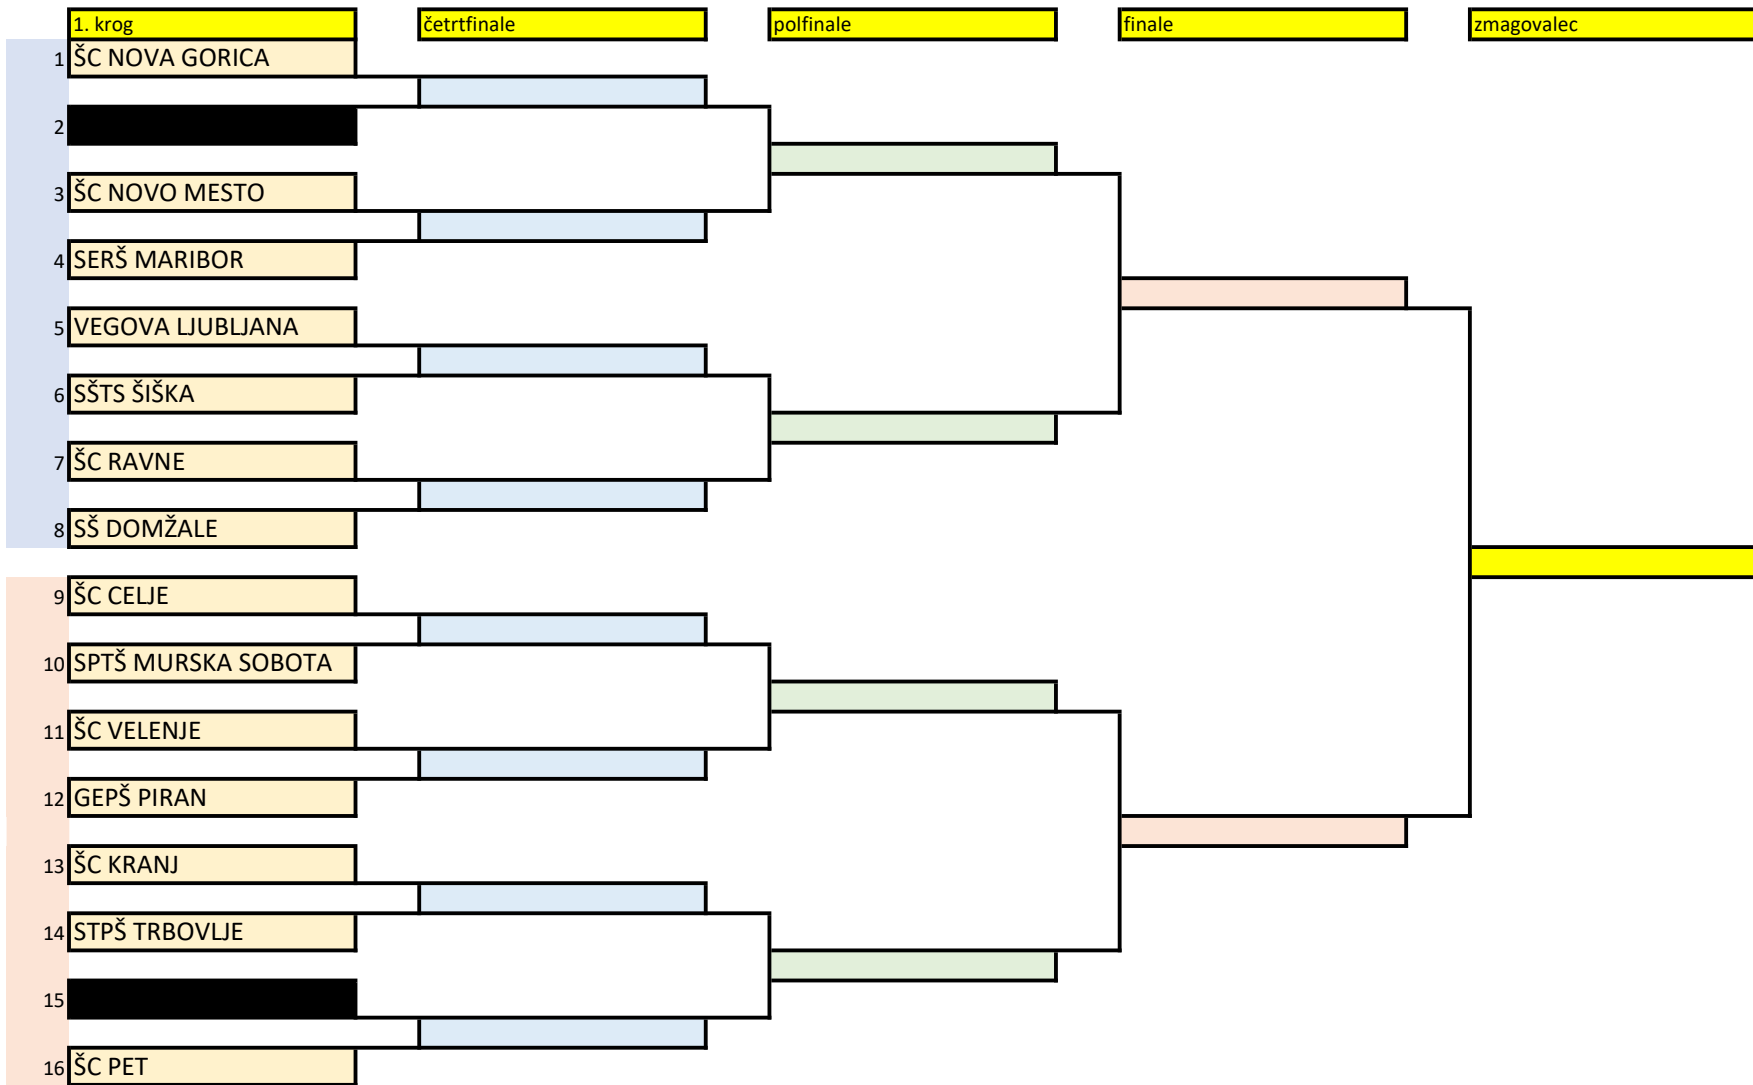 1. krog četrtfinale polfinale finale zmagovalec
1 ŠC NOVA GORICA
2
3 ŠC NOVO MESTO
4 SERŠ MARIBOR
5 VEGOVA LJUBLJANA
6 SŠTS ŠIŠKA
7 ŠC RAVNE
8 SŠ DOMŽALE
9 ŠC CELJE
10 SPTŠ MURSKA SOBOTA
11 ŠC VELENJE
12 GEPŠ PIRAN
13 ŠC KRANJ
14 STPŠ TRBOVLJE
15
16 ŠC PET